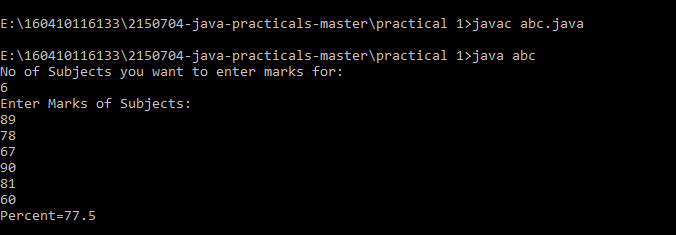 E:\160410116133\2150704-java-practicals-master\practical 1>javac abc.java
E:\160410116133\2150704-java-practicals-master\practical 1>java abc
No of Subjects you want to enter marks for:
6
Enter Marks of Subjects:
89
78
67
90
81
60
Percent=77.5